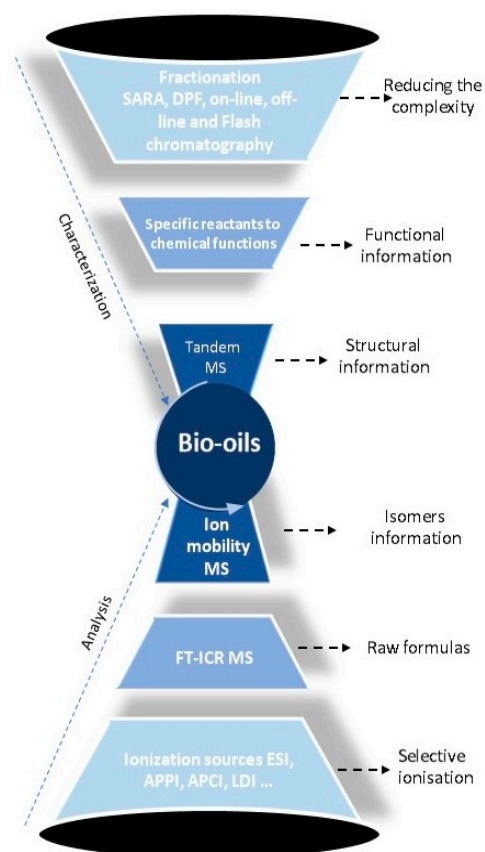 Fractionation
SARA, DPF, on-line, off-
line and Flash
chromatography
Reducing the
complexity
Specific reactants to
chemical functions
Functional
information
Characterization
Tandem
MS
Structural
information
Bio-oils
Ion
mobility
MS
Isomers
information
Analysis
FT-ICR MS
Raw formulas
Ionization sources ESI,
APPI, APCI, LDI ...
Selective
ionisation